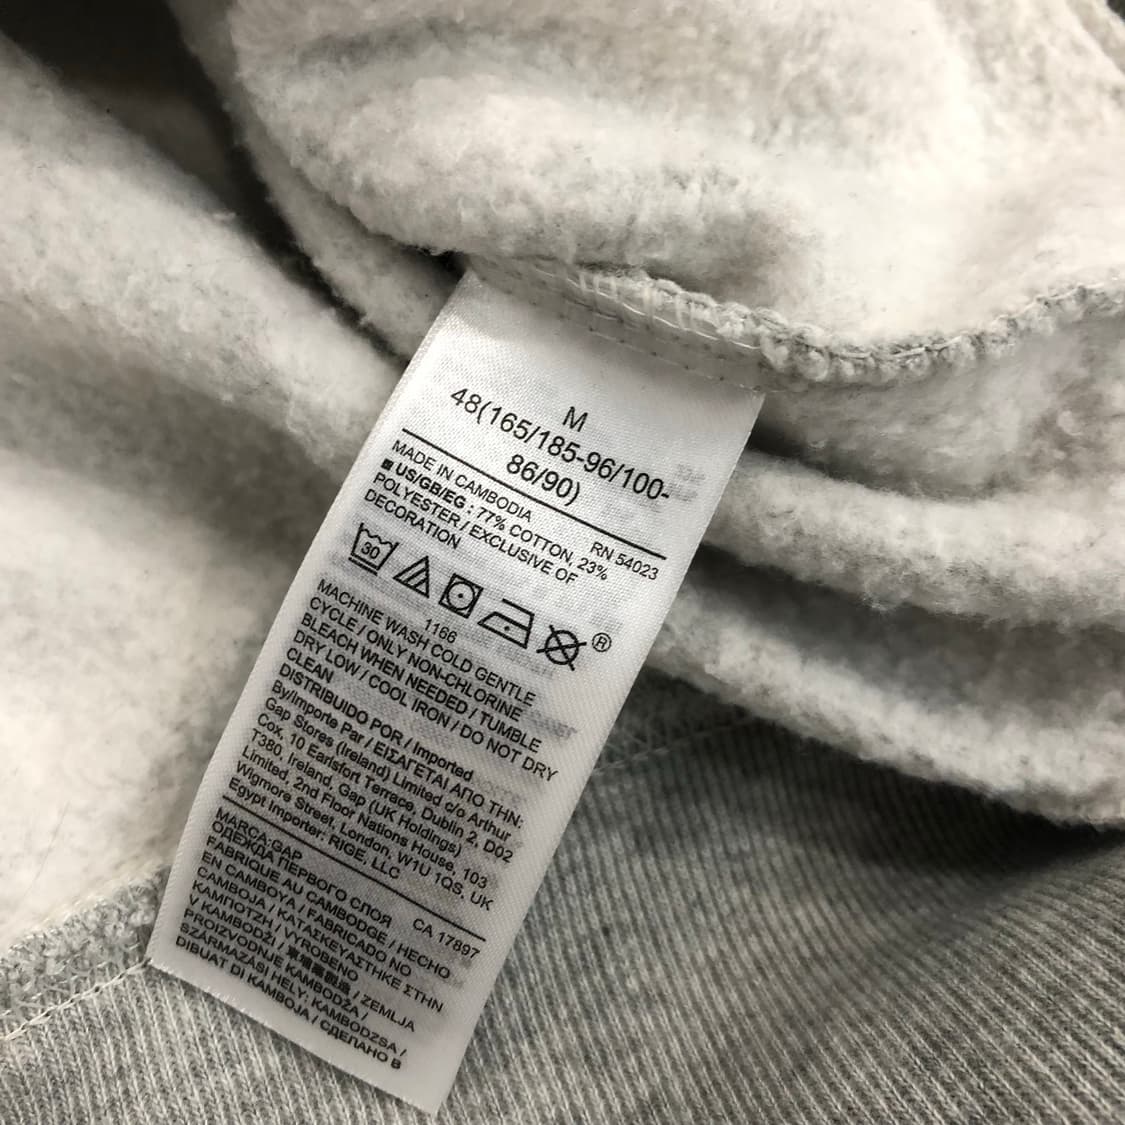 M
48(165/185-96/100-
86/90)
MADE IN CAMBODIA
RN 54023
■ US/GB/EG : 77% COTTON, 23%
POLYESTER / EXCLUSIVE OF
DECORATION
30
®
1166
MACHINE WASH COLD GENTLE
CYCLE / ONLY NON-CHLORINE
BLEACH WHEN NEEDED / TUMBLE
DRY LOW / COOL IRON / DO NOT DRY
CLEAN
DISTRIBUIDO POR / Imported
By/Importe Par / ΕΙΣΑΓΕΤΑΙ ΑΠΟ ΤΗΝ:
Gap Stores (Ireland) Limited c/o Arthur
Cox, 10 Earlsfort Terrace, Dublin 2, D02
T380, Ireland, Gap (UK Holdings)
Limited, 2nd Floor Nations House, 103
Wigmore Street, London, W1U 1QS, UK
Egypt Importer: RIGE, LLC
MARCA:GAP
CA 17897
ОДЕЖДА ПЕРВОГО СЛОЯ
FABRIQUE AU CAMBODGE / HECHO
EN CAMBOYA / FABRICADO NO
CAMBOJA / ΚΑΤΑΣΚΕΥΑΣΤΗΚΕ ΣΤΗΝ
ΚΑΜΠΟΤΖΗ / VYROBENO
V KAMBODŽI / 製造 / ZEMLJA
PROIZVODNJE KAMBODŽA /
SZÁRMAZÁSI HELY: KAMBODZSA /
DIBUAT DI KAMBOJA / СДЕЛАНО В